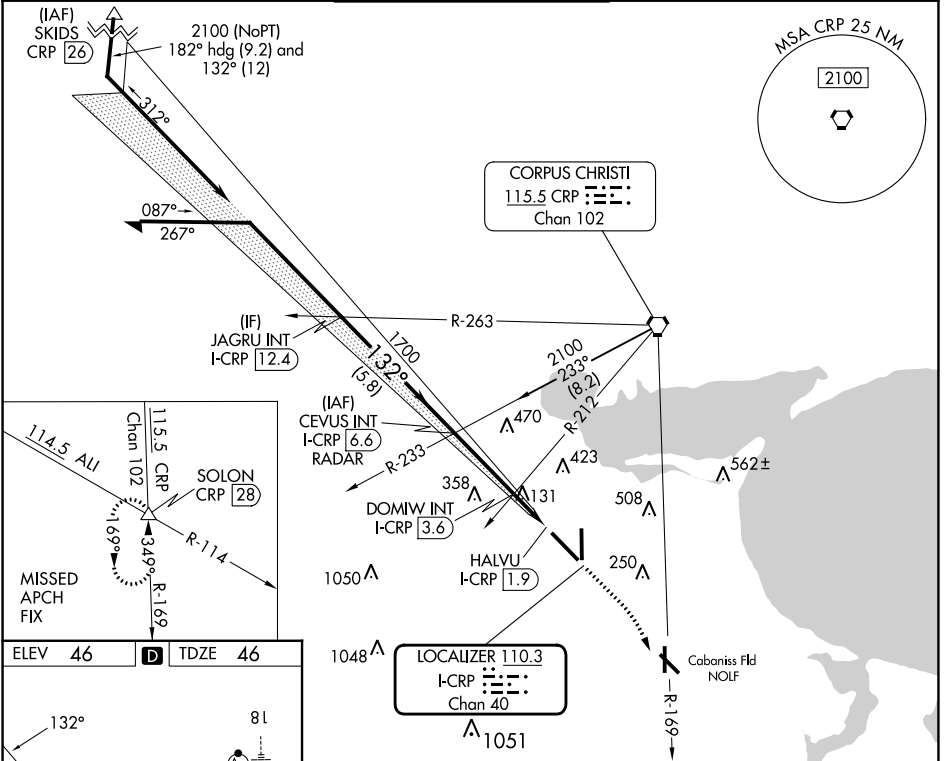 (IAF)
SKIDS
CRP 26
2100 (NoPT)
182° hdg (9.2) and
132° (12)
312°
MSA CRP 25 NM
2100
CORPUS CHRISTI
115.5 CRP
Chan 102
087°
267°
(IF)
JAGRU INT
I-CRP 12.4
R-263
1700
132°
(5.8)
2100
233°
(8.2)
R-212
(IAF)
CEVUS INT
I-CRP 6.6
RADAR
R-233
470
423
562±
358
131
508
DOMIW INT
I-CRP 3.6
HALVU
I-CRP 1.9
250
1050
114.5 ALI
115.5 CRP
Chan 102
SOLON
CRP 28
R-114
169°
349°
R-169
MISSED
APCH
FIX
1048
LOCALIZER 110.3
I-CRP
Chan 40
1051
Cabaniss Fld
NOLF
R-169
ELEV 46
D
TDZE 46
132°
18
A